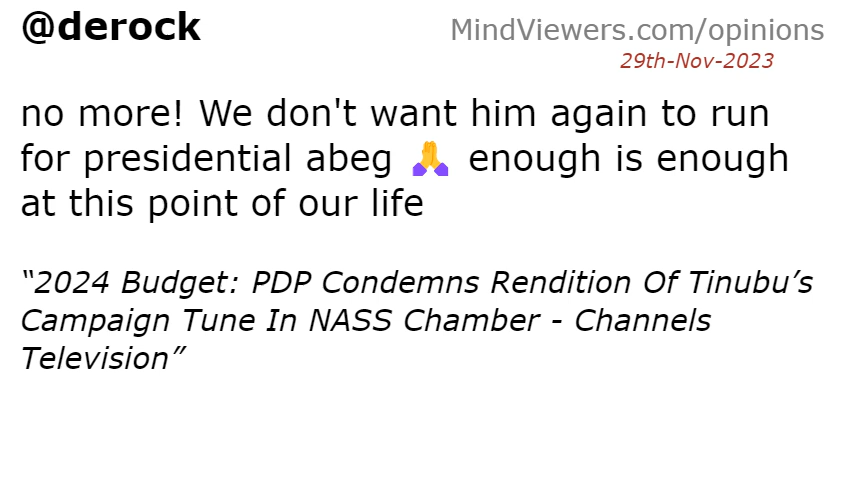 @derock
MindViewers.com/opinions
29th-Nov-2023
no more! We don't want him again to run
for presidential abeg 🙏 enough is enough
at this point of our life
“2024 Budget: PDP Condemns Rendition Of Tinubu’s
Campaign Tune In NASS Chamber - Channels
Television”